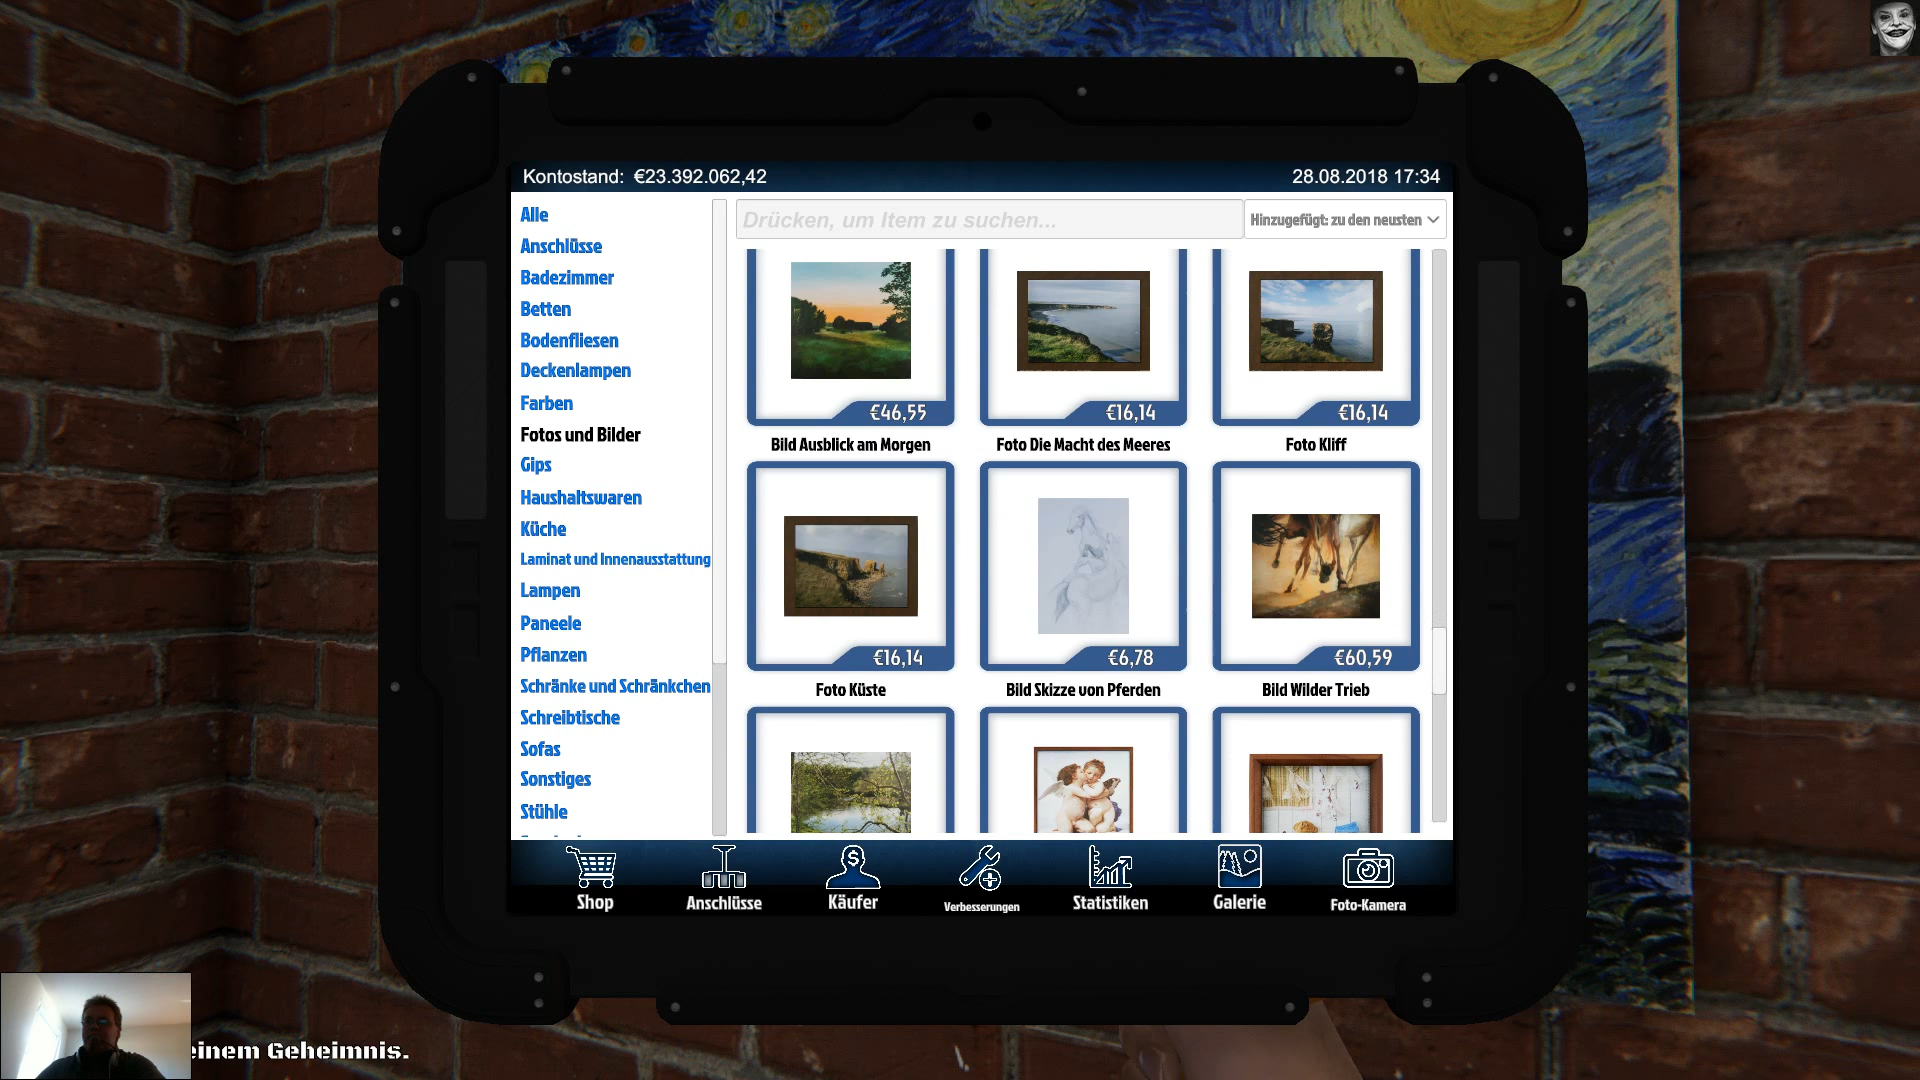 Kontostand: €23.392.062,42
28.08.2018 17:34
Alle
Anschlüsse
Badezimmer
Betten
Bodenfliesen
Deckenlampen
Farben
Fotos und Bilder
Gips
Haushaltswaren
Küche
Laminat und Innenausstattung
Lampen
Paneele
Pflanzen
Schränke und Schränkchen
Schreibtische
Sofas
Sonstiges
Stühle
Drücken, um Item zu suchen...
Hinzugefügt: zu den neusten
€46,55
€16,14
€16,14
Bild Ausblick am Morgen
Foto Die Macht des Meeres
Foto Kliff
€16,14
€6,78
€60,59
Foto Küste
Bild Skizze von Pferden
Bild Wilder Trieb
Shop
Anschlüsse
Käufer
Verbesserungen
Statistiken
Galerie
Foto-Kamera
einem Geheimnis.